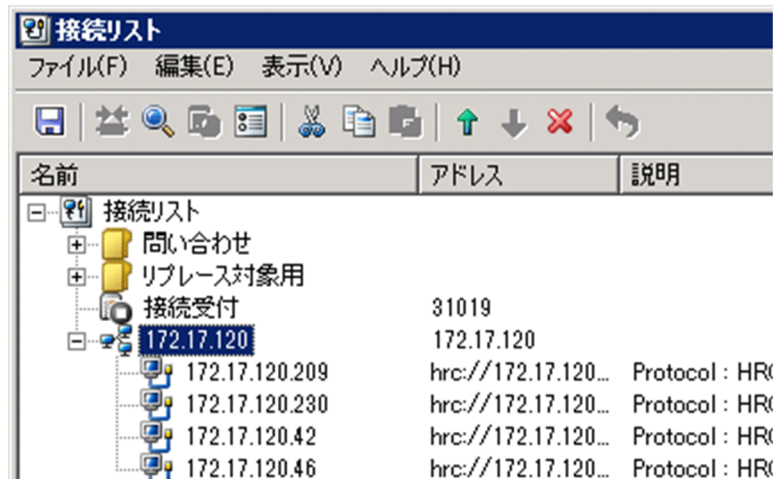 接続リスト
ファイル(F) 編集(E) 表示(V) ヘルプ(H)
名前 アドレス 説明
接続リスト
問い合わせ
リプレース対象用
接続受付 31019
172.17.120 172.17.120
172.17.120.209 hrc://172.17.120... Protocol : HR
172.17.120.230 hrc://172.17.120... Protocol : HR
172.17.120.42 hrc://172.17.120... Protocol : HR
172.17.120.46 hrc://172.17.120... Protocol : HR